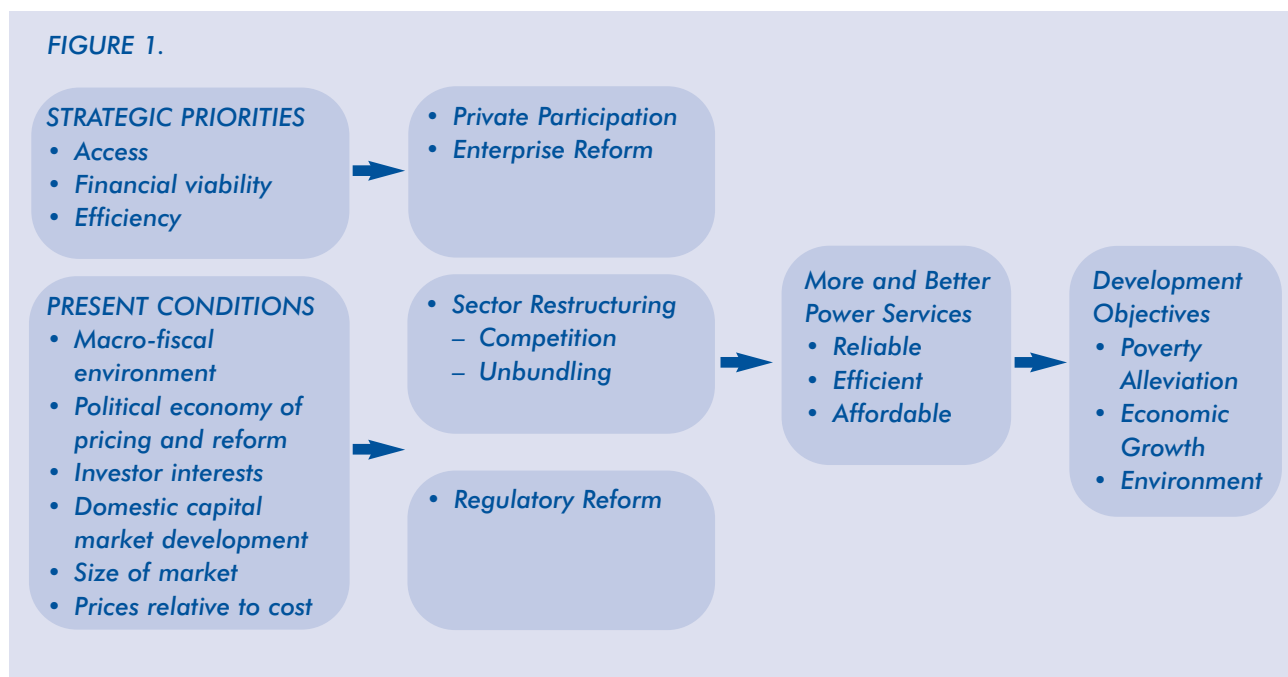 FIGURE 1.
STRATEGIC PRIORITIES
• Access
• Financial viability
• Efficiency
PRESENT CONDITIONS
• Macro-fiscal
environment
• Political economy of
pricing and reform
• Investor interests
• Domestic capital
market development
• Size of market
• Prices relative to cost
• Private Participation
• Enterprise Reform
• Sector Restructuring
– Competition
– Unbundling
• Regulatory Reform
More and Better
Power Services
• Reliable
• Efficient
• Affordable
Development
Objectives
• Poverty
Alleviation
• Economic
Growth
• Environment